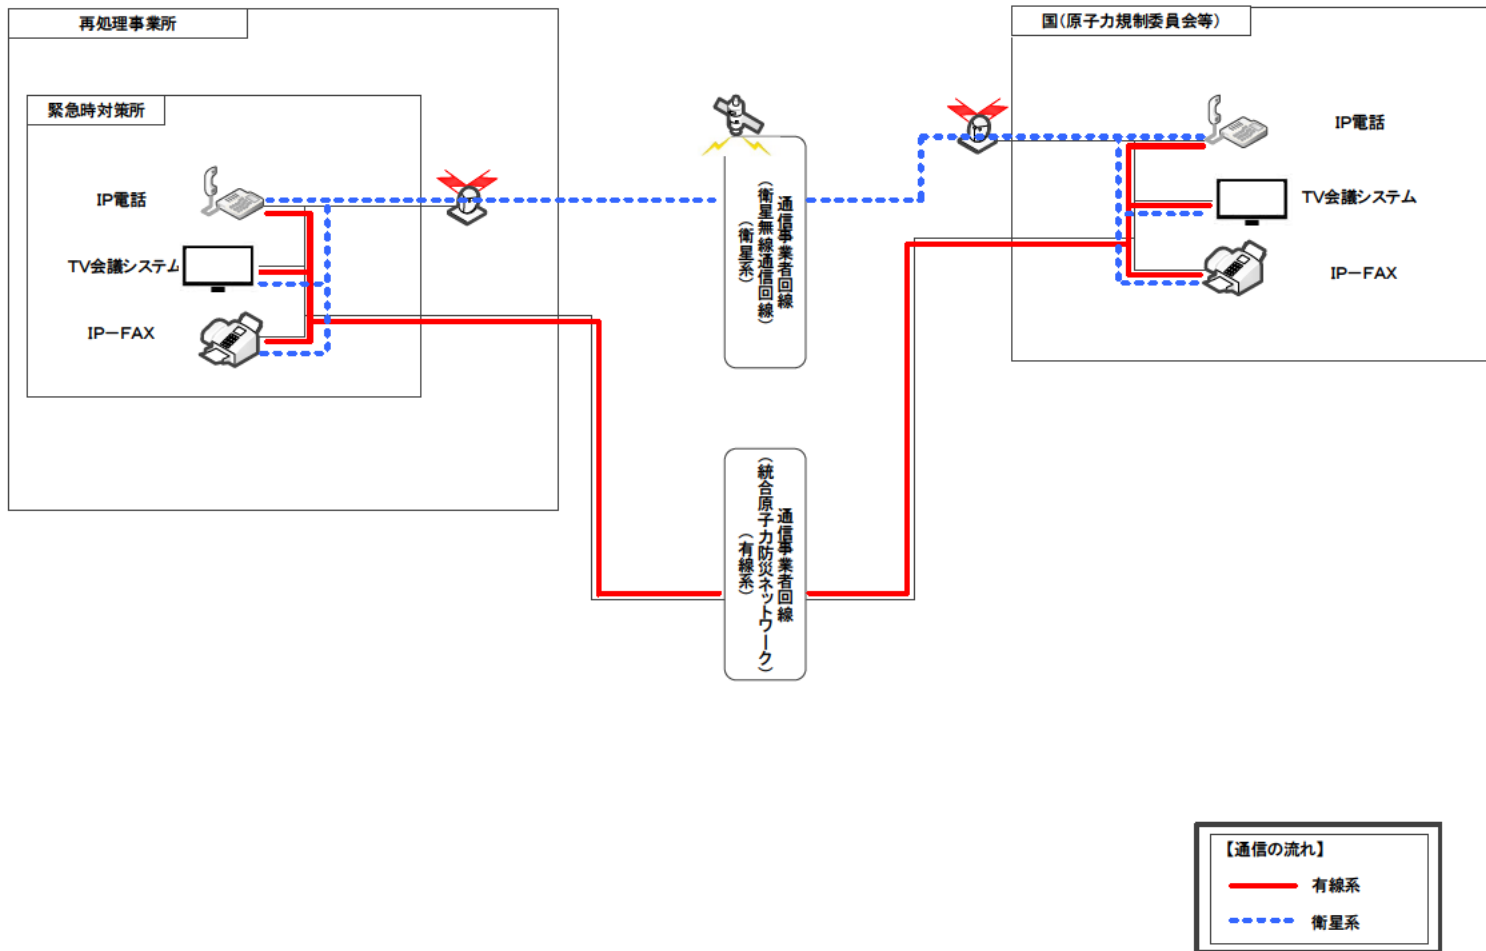 再処理事業所
緊急時対策所
IP電話
TV会議システム
IP-FAX
通信事業者回線
(衛星無線通信回線)
(衛星系)
通信事業者回線
(統合原子力防災ネットワーク)
(有線系)
国(原子力規制委員会等)
IP電話
TV会議システム
IP-FAX
【通信の流れ】
有線系
衛星系